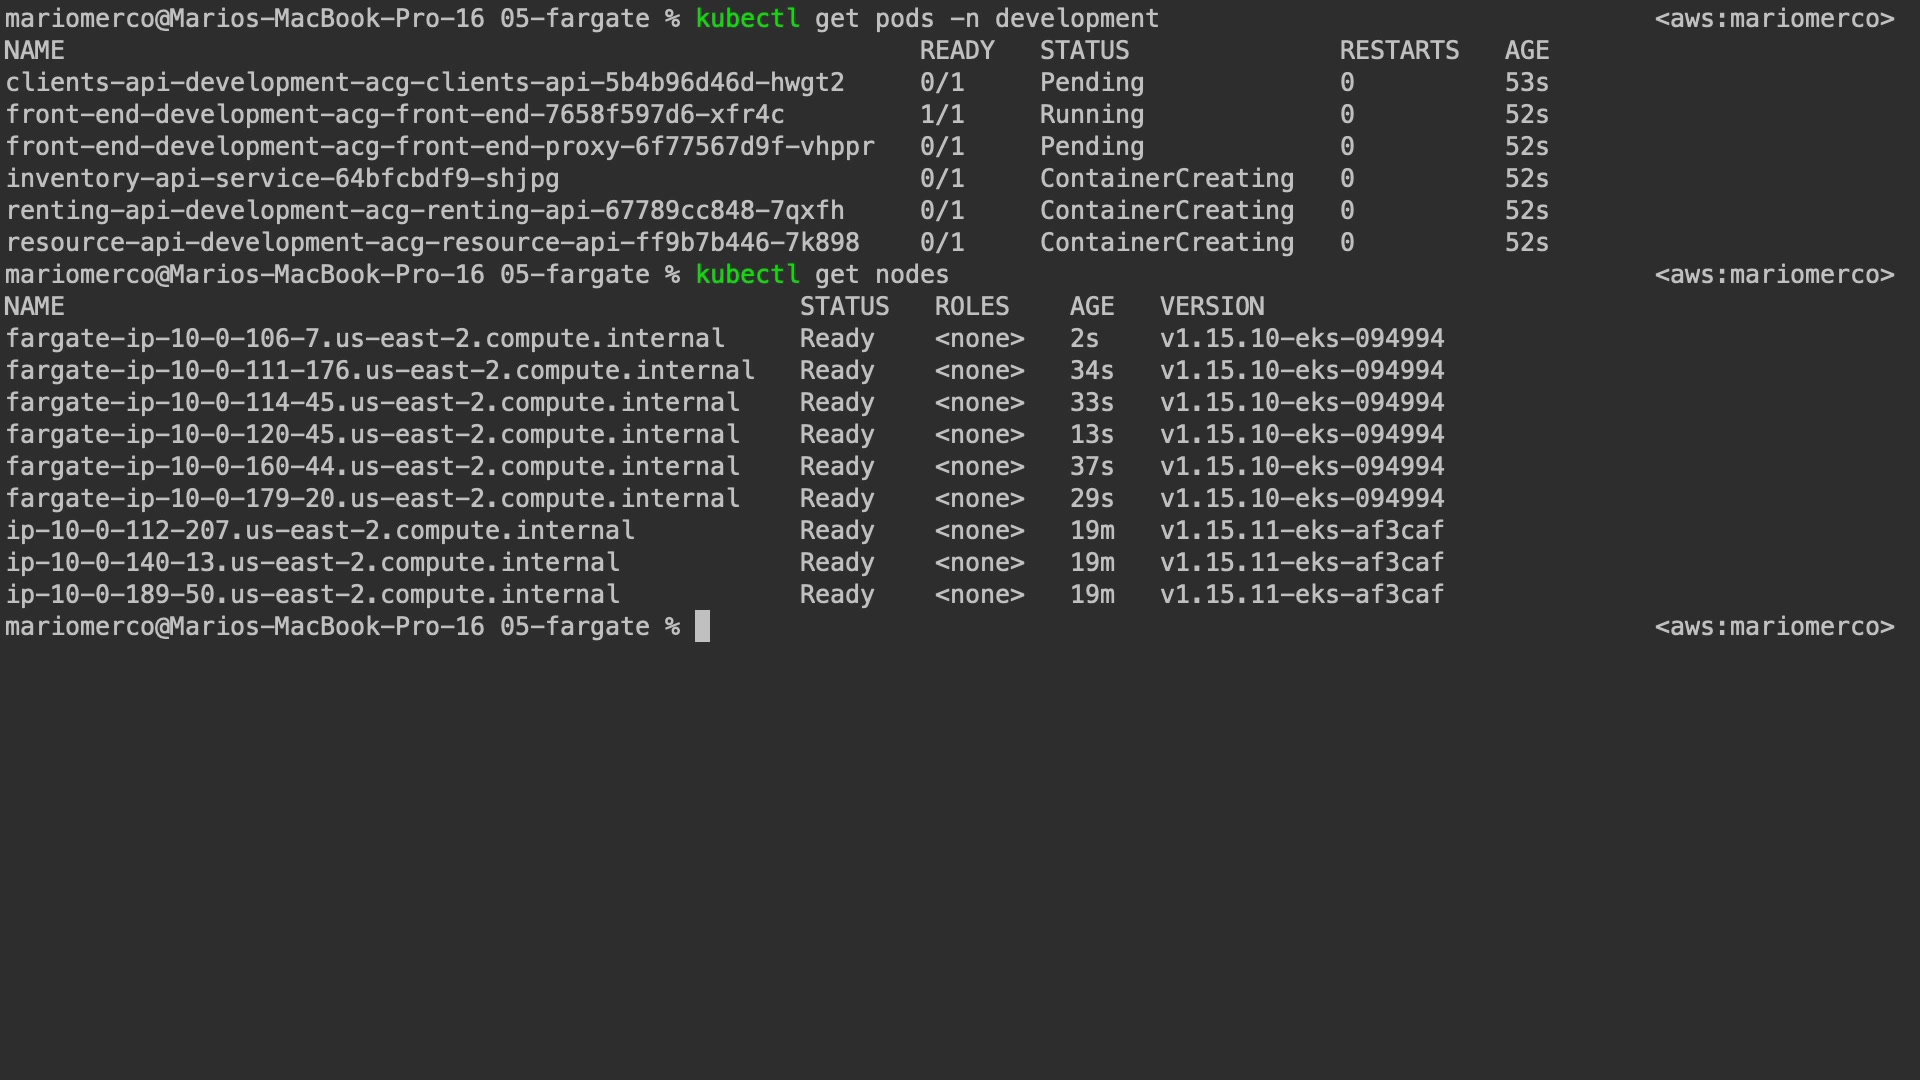 mariomerco@Marios-MacBook-Pro-16 05-fargate % kubectl get pods -n development <aws:mariomerco>
NAME READY STATUS RESTARTS AGE
clients-api-development-acg-clients-api-5b4b96d46d-hwgt2 0/1 Pending 0 53s
front-end-development-acg-front-end-7658f597d6-xfr4c 1/1 Running 0 52s
front-end-development-acg-front-end-proxy-6f77567d9f-vhppr 0/1 Pending 0 52s
inventory-api-service-64bfcbdf9-shjpg 0/1 ContainerCreating 0 52s
renting-api-development-acg-renting-api-67789cc848-7qxfh 0/1 ContainerCreating 0 52s
resource-api-development-acg-resource-api-ff9b7b446-7k898 0/1 ContainerCreating 0 52s
mariomerco@Marios-MacBook-Pro-16 05-fargate % kubectl get nodes <aws:mariomerco>
NAME STATUS ROLES AGE VERSION
fargate-ip-10-0-106-7.us-east-2.compute.internal Ready <none> 2s v1.15.10-eks-094994
fargate-ip-10-0-111-176.us-east-2.compute.internal Ready <none> 34s v1.15.10-eks-094994
fargate-ip-10-0-114-45.us-east-2.compute.internal Ready <none> 33s v1.15.10-eks-094994
fargate-ip-10-0-120-45.us-east-2.compute.internal Ready <none> 13s v1.15.10-eks-094994
fargate-ip-10-0-160-44.us-east-2.compute.internal Ready <none> 37s v1.15.10-eks-094994
fargate-ip-10-0-179-20.us-east-2.compute.internal Ready <none> 29s v1.15.10-eks-094994
ip-10-0-112-207.us-east-2.compute.internal Ready <none> 19m v1.15.11-eks-af3caf
ip-10-0-140-13.us-east-2.compute.internal Ready <none> 19m v1.15.11-eks-af3caf
ip-10-0-189-50.us-east-2.compute.internal Ready <none> 19m v1.15.11-eks-af3caf
mariomerco@Marios-MacBook-Pro-16 05-fargate % <aws:mariomerco>